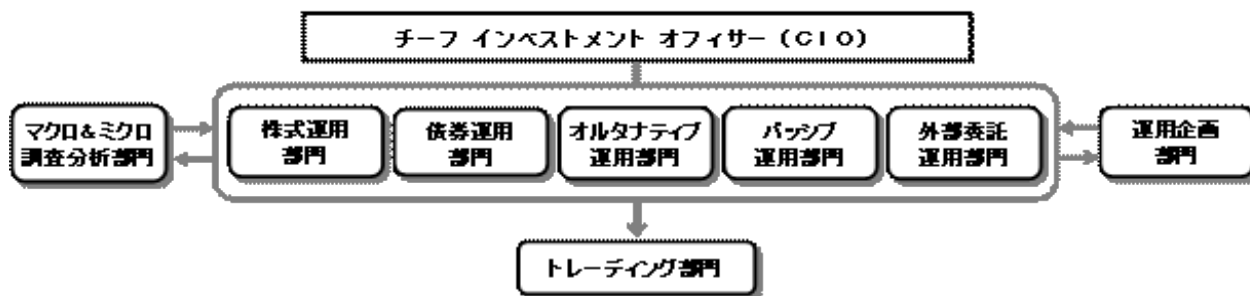 チーフ インベストメント オフィサー（ＣＩＯ）
マクロ&ミクロ
調査分析部門
株式運用
部門
債券運用
部門
オルタナティブ
運用部門
パッシブ
運用部門
外部委託
運用部門
運用企画
部門
トレーディング部門